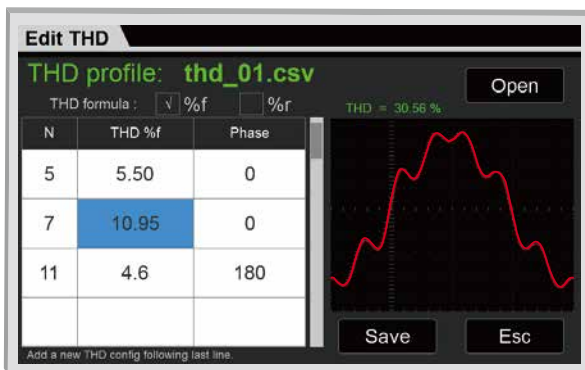 Edit THD
THD profile: thd_01.csv
Open
THD formula : √ %f %r
THD = 30.56 %
N THD %f Phase
5 5.50 0
7 10.95 0
11 4.6 180
Save Esc
Add a new THD config following last line.